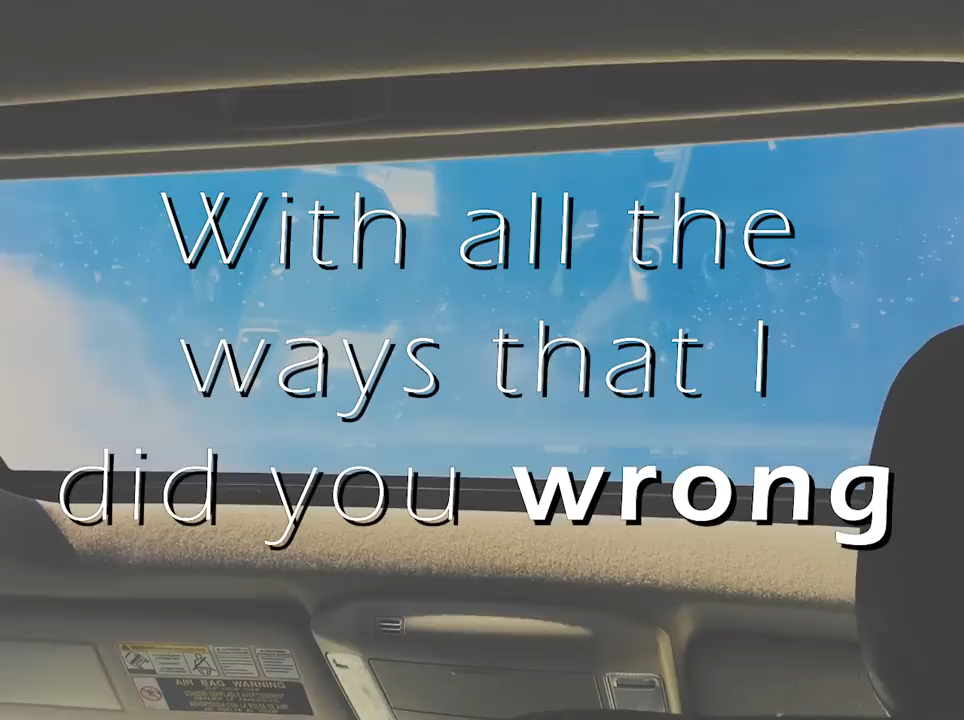 With all the
ways that I
did you wrong
AIR BAG WARNING